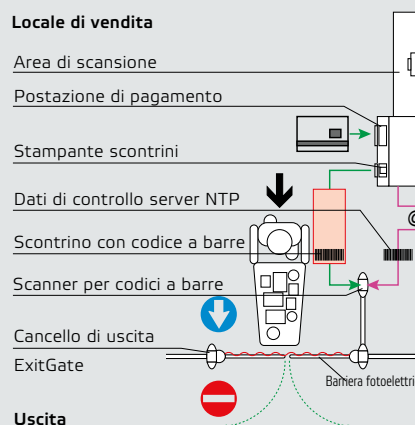 Locale di vendita
Area di scansione
Postazione di pagamento
Stampante scontrini
Dati di controllo server NTP
Scontrino con codice a barre
Scanner per codici a barre
Cancello di uscita
ExitGate
Barriera fotoelettri
Uscita